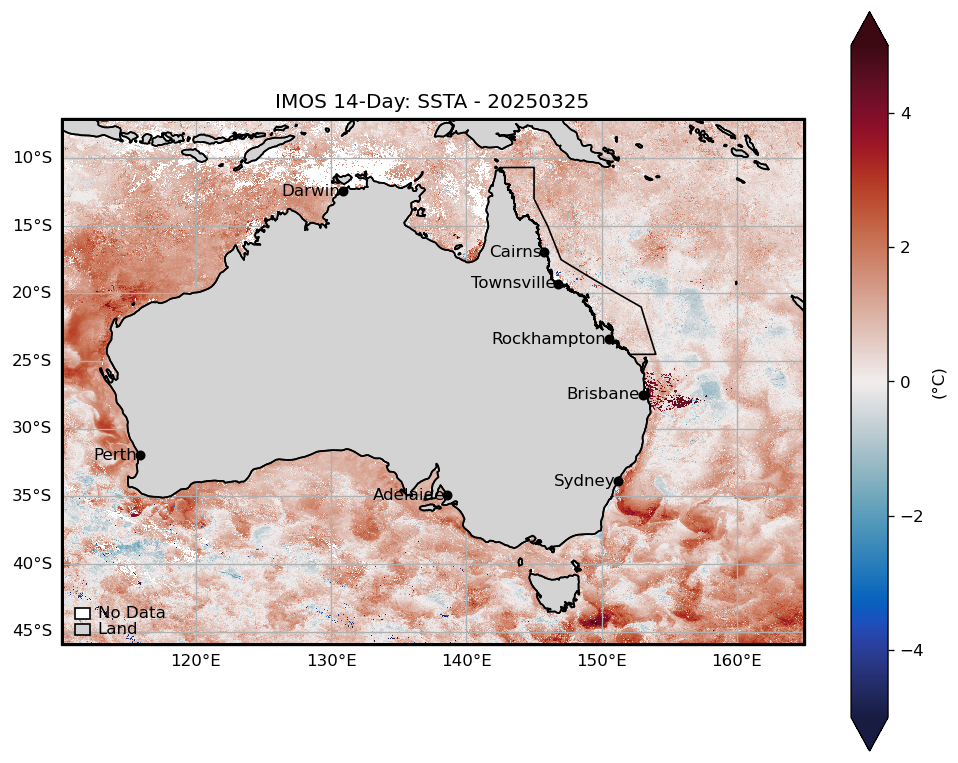 IMOS 14-Day: SSTA - 20250325
10°S
15°S
20°S
25°S
30°S
35°S
40°S
45°S
Darwin
Cairns
Townsville
Rockhampton
Brisbane
Perth
Sydney
Adelaide
No Data
Land
120°E 130°E 140°E 150°E 160°E
4
2
0
−2
−4
(°C)